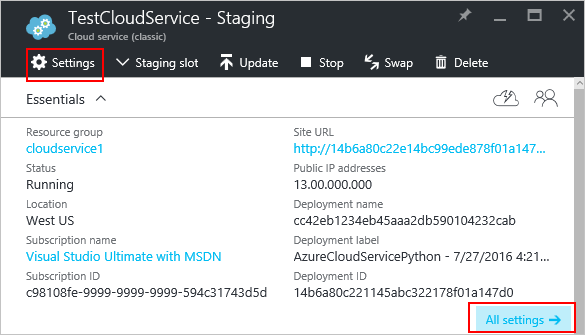 TestCloudService - Staging
Cloud service (classic)
Settings Staging slot Update Stop Swap Delete
Essentials
Resource group
cloudservice1
Status
Running
Location
West US
Subscription name
Visual Studio Ultimate with MSDN
Subscription ID
c98108fe-9999-9999-9999-594c31743d5d
Site URL
http://14b6a80c22e14bc99ede878f01a147...
Public IP addresses
13.00.000.000
Deployment name
cc42eb1234eb45aaa2db590104232cab
Deployment label
AzureCloudServicePython - 7/27/2016 4:21...
Deployment ID
14b6a80c221145abc322178f01a147d0
All settings